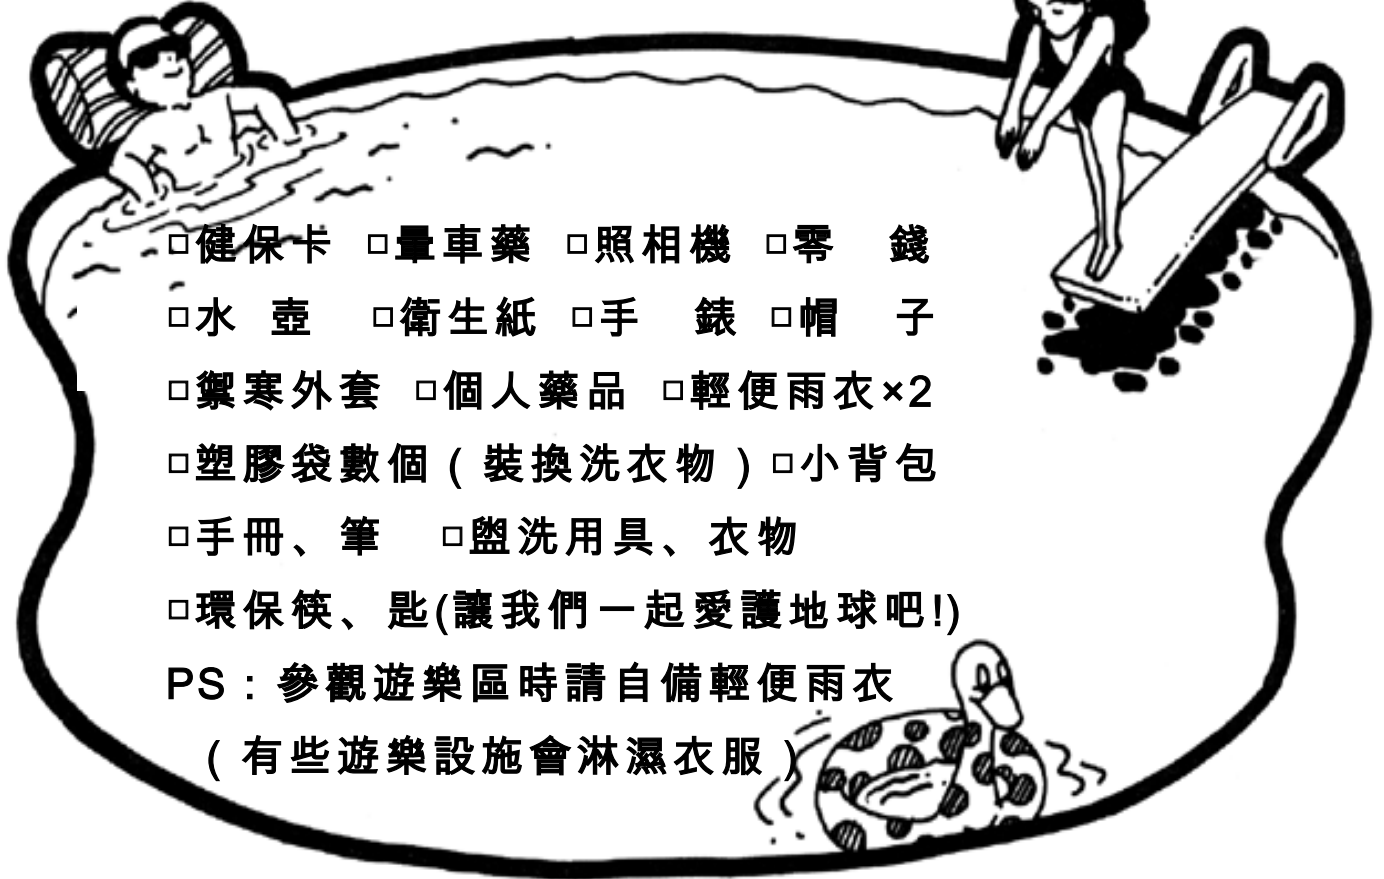 □健保卡 □暈車藥 □照相機 □零 錢
□水 壺 □衛生紙 □手 錶 □帽 子
□禦寒外套 □個人藥品 □輕便雨衣×2
□塑膠袋數個（裝換洗衣物）□小背包
□手冊、筆 □盥洗用具、衣物
□環保筷、匙(讓我們一起愛護地球吧!)
PS：參觀遊樂區時請自備輕便雨衣
（有些遊樂設施會淋濕衣服）